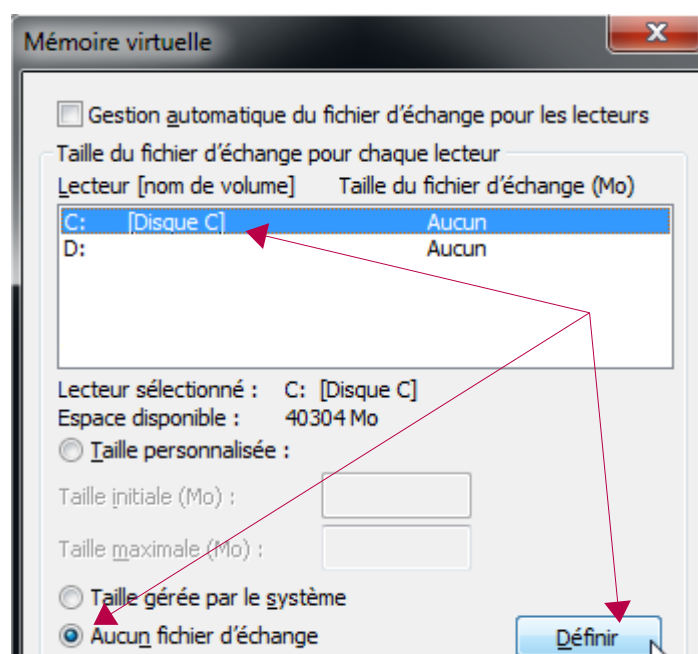 Mémoire virtuelle
Gestion automatique du fichier d'échange pour les lecteurs
Taille du fichier d'échange pour chaque lecteur
Lecteur [nom de volume] Taille du fichier d'échange (Mo)
C: [Disque C] Aucun
D: Aucun
Lecteur sélectionné : C: [Disque C]
Espace disponible : 40304 Mo
Taille personnalisée :
Taille initiale (Mo) :
Taille maximale (Mo) :
Taille gérée par le système
Aucun fichier d'échange Définir